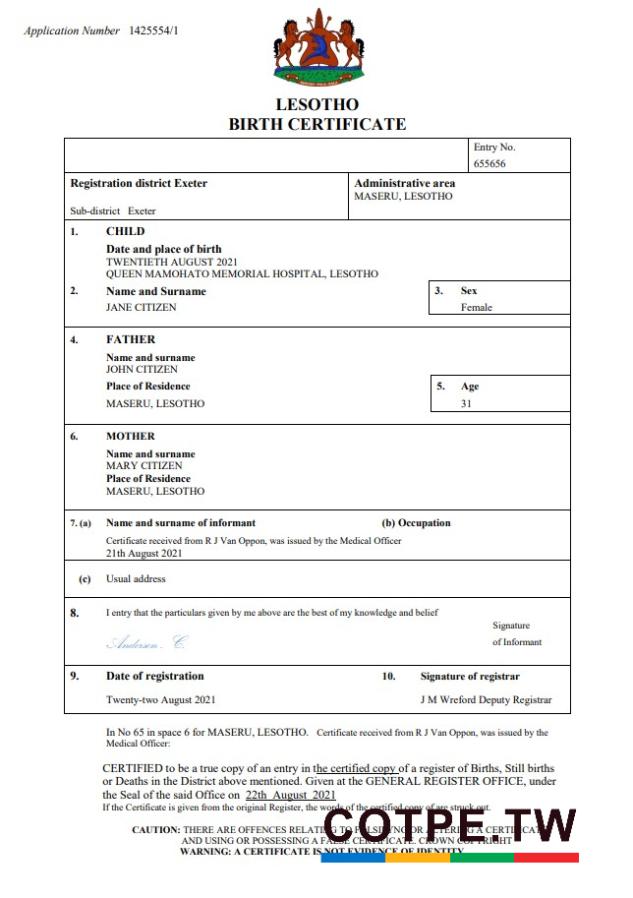 Application Number 1425554/1
LESOTHO
BIRTH CERTIFICATE
Entry No.
655656
Registration district Exeter
Administrative area
MASERU, LESOTHO
Sub-district Exeter
1. CHILD
Date and place of birth
TWENTIETH AUGUST 2021
QUEEN MAMOHATO MEMORIAL HOSPITAL, LESOTHO
2. Name and Surname
3. Sex
JANE CITIZEN
Female
4. FATHER
Name and surname
JOHN CITIZEN
Place of Residence
5. Age
MASERU, LESOTHO
31
6. MOTHER
Name and surname
MARY CITIZEN
Place of Residence
MASERU, LESOTHO
7. (a) Name and surname of informant (b) Occupation
Certificate received from R J Van Oppon, was issued by the Medical Officer
21th August 2021
(c) Usual address
8. I entry that the particulars given by me above are the best of my knowledge and belief
Signature
of Informant
Andersen. C.
9. Date of registration
10. Signature of registrar
Twenty-two August 2021
J M Wreford Deputy Registrar
In No 65 in space 6 for MASERU, LESOTHO. Certificate received from R J Van Oppon, was issued by the
Medical Officer:
CERTIFIED to be a true copy of an entry in the certified copy of a register of Births, Still births
or Deaths in the District above mentioned. Given at the GENERAL REGISTER OFFICE, under
the Seal of the said Office on 22th August 2021
If the Certificate is given from the original Register, the words of the certified copy of are struck out.
CAUTION: THERE ARE OFFENCES RELATING TO FALSIFYING OR ALTERING A CERTIFICATE
AND USING OR POSSESSING A FALSE CERTIFICATE. CROWN COPYRIGHT
WARNING: A CERTIFICATE IS NOT EVIDENCE OF IDENTITY
COTPE.TW